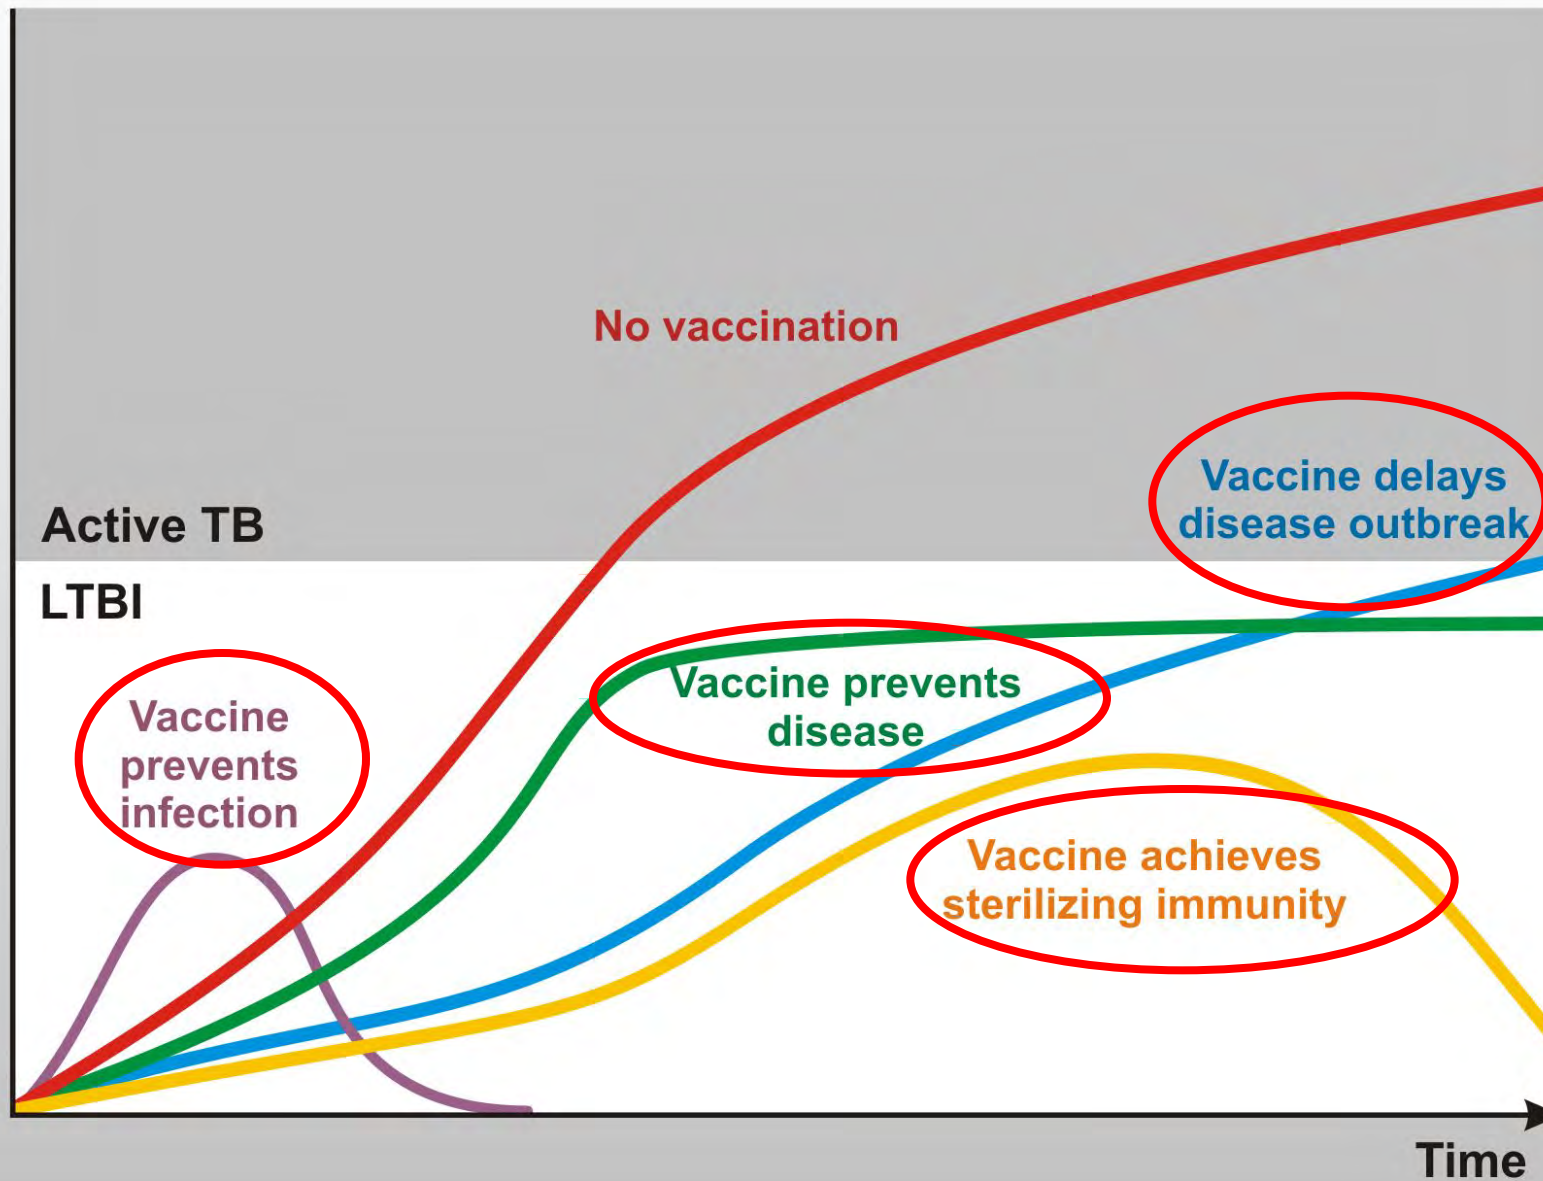 No vaccination
Vaccine delays
disease outbreak
Active TB
LTBI
Vaccine prevents
disease
Vaccine
prevents
infection
Vaccine achieves
sterilizing immunity
Time